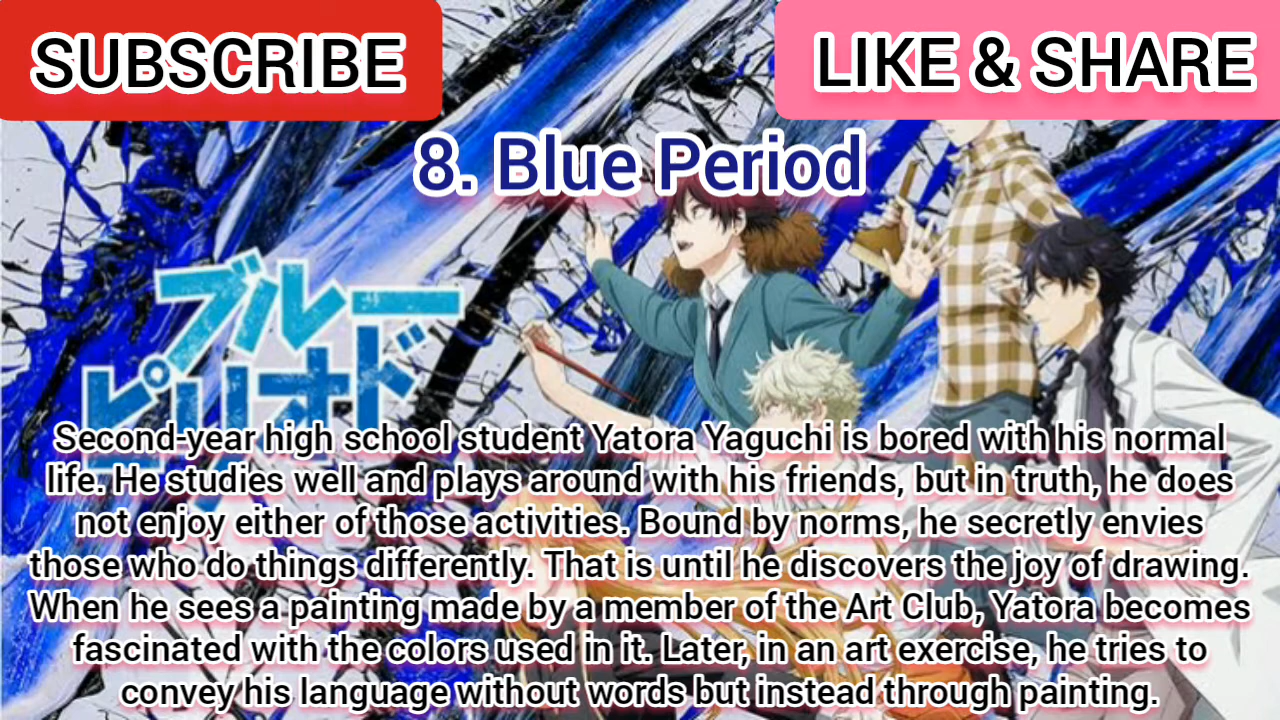 SUBSCRIBE
LIKE & SHARE
8. Blue Period
ブルー
ピリオド
Second-year high school student Yatora Yaguchi is bored with his normal
life. He studies well and plays around with his friends, but in truth, he does
not enjoy either of those activities. Bound by norms, he secretly envies
those who do things differently. That is until he discovers the joy of drawing.
When he sees a painting made by a member of the Art Club, Yatora becomes
fascinated with the colors used in it. Later, in an art exercise, he tries to
convey his language without words but instead through painting.